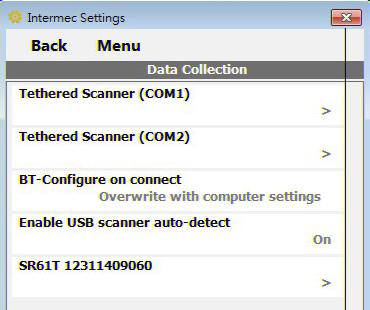 Intermec Settings
Back Menu
Data Collection
Tethered Scanner (COM1)
>
Tethered Scanner (COM2)
>
BT-Configure on connect
Overwrite with computer settings
Enable USB scanner auto-detect
On
SR61T 12311409060
>